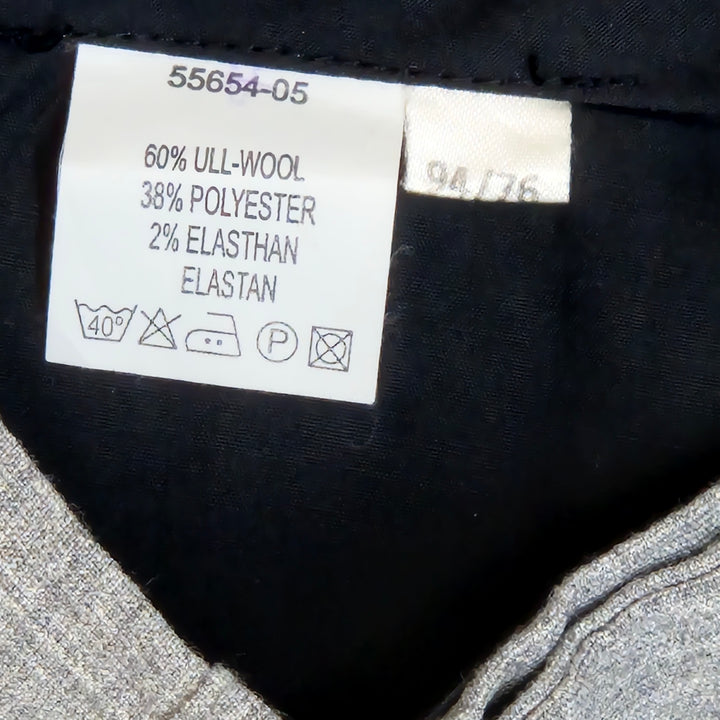 55654-05
60% ULL-WOOL
38% POLYESTER
2% ELASTHAN
ELASTAN
40° P
94/76